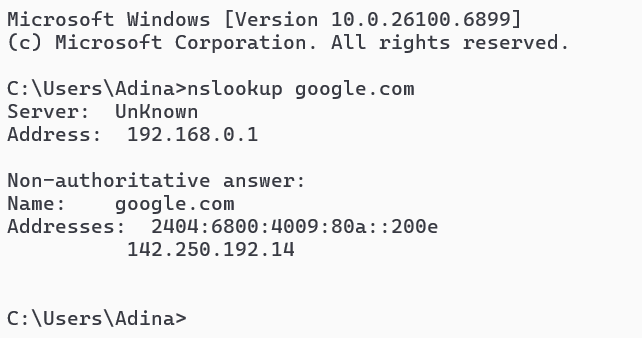 Microsoft Windows [Version 10.0.26100.6899]
(c) Microsoft Corporation. All rights reserved.

C:\Users\Adina>nslookup google.com
Server:  UnKnown
Address:  192.168.0.1

Non-authoritative answer:
Name:    google.com
Addresses:  2404:6800:4009:80a::200e
          142.250.192.14


C:\Users\Adina>